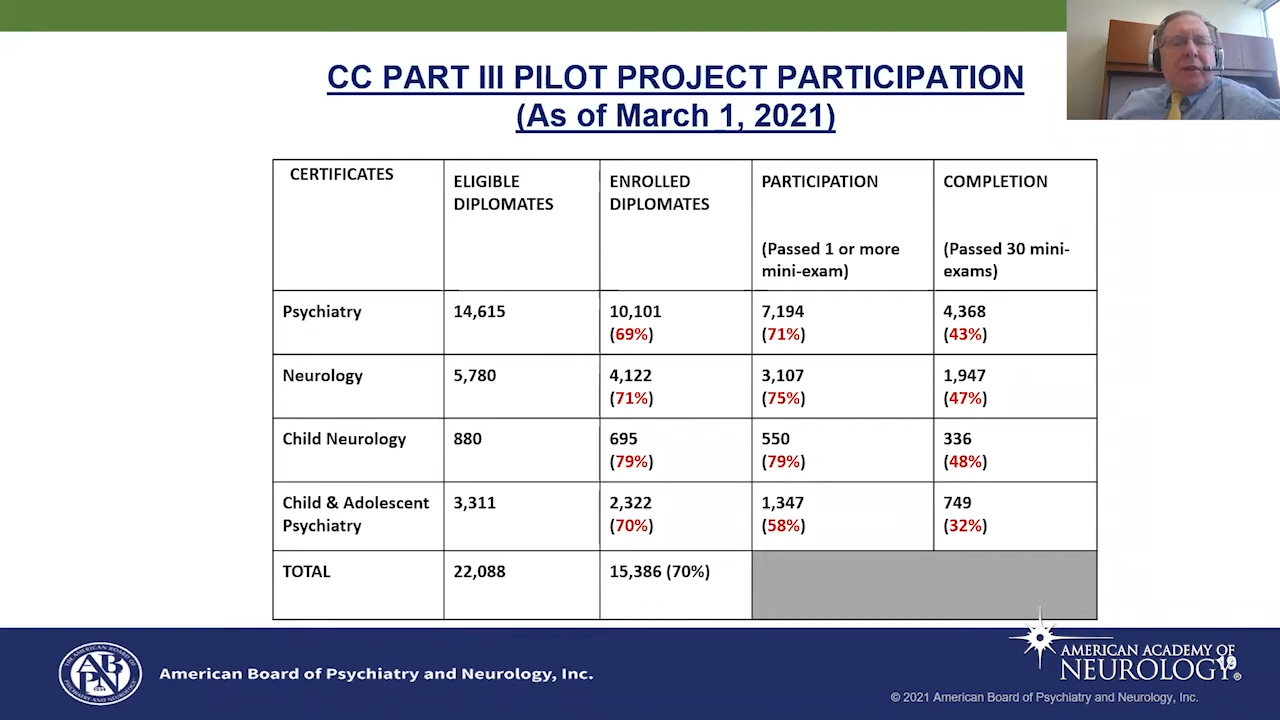 CC PART III PILOT PROJECT PARTICIPATION
(As of March 1, 2021)
CERTIFICATES
ELIGIBLE
DIPLOMATES
ENROLLED
DIPLOMATES
PARTICIPATION
(Passed 1 or more
mini-exam)
COMPLETION
(Passed 30 mini-
exams)
Psychiatry
14,615
10,101
(69%)
7,194
(71%)
4,368
(43%)
Neurology
5,780
4,122
(71%)
3,107
(75%)
1,947
(47%)
Child Neurology
880
695
(79%)
550
(79%)
336
(48%)
Child & Adolescent
Psychiatry
3,311
2,322
(70%)
1,347
(58%)
749
(32%)
TOTAL
22,088
15,386 (70%)
ABPN
American Board of Psychiatry and Neurology, Inc.
AMERICAN ACADEMY OF
NEUROLOGY®
19
© 2021 American Board of Psychiatry and Neurology, Inc.